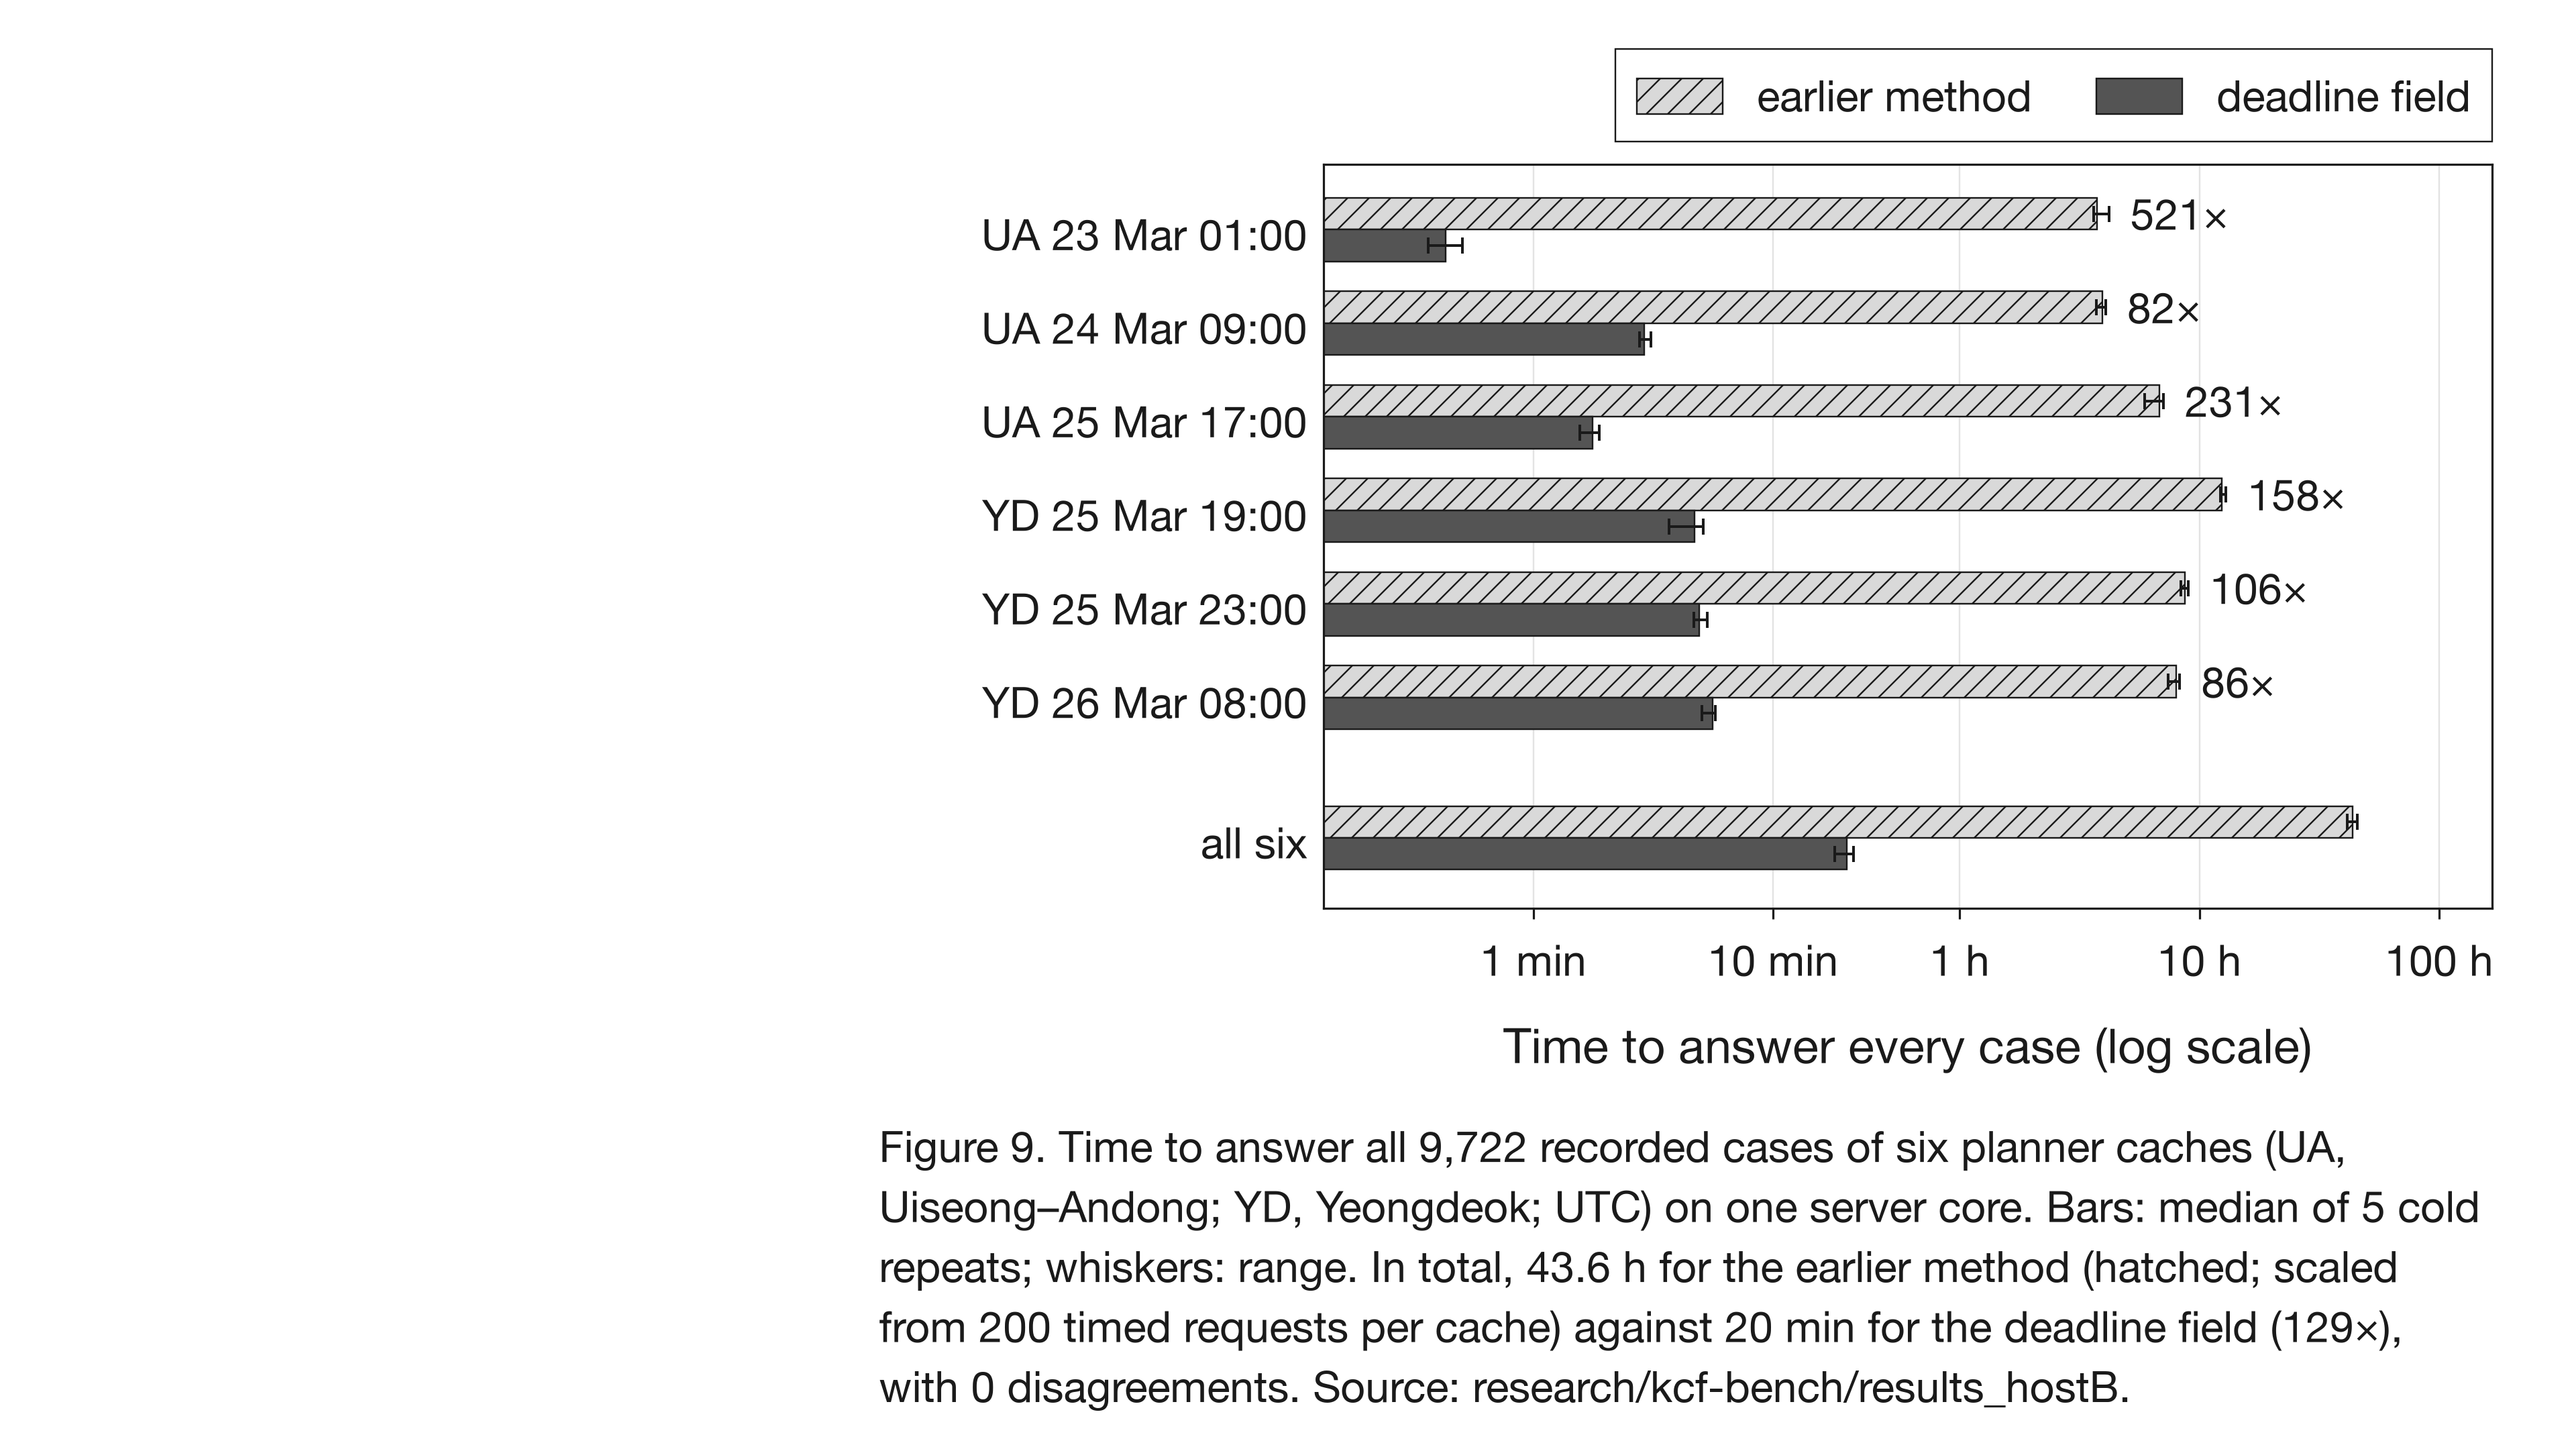 earlier method
deadline field
UA 23 Mar 01:00
521×
UA 24 Mar 09:00
82×
UA 25 Mar 17:00
231×
YD 25 Mar 19:00
158×
YD 25 Mar 23:00
106×
YD 26 Mar 08:00
86×
all six
1 min
10 min
1 h
10 h
100 h
Time to answer every case (log scale)
Figure 9. Time to answer all 9,722 recorded cases of six planner caches (UA,
Uiseong–Andong; YD, Yeongdeok; UTC) on one server core. Bars: median of 5 cold
repeats; whiskers: range. In total, 43.6 h for the earlier method (hatched; scaled
from 200 timed requests per cache) against 20 min for the deadline field (129×),
with 0 disagreements. Source: research/kcf-bench/results_hostB.